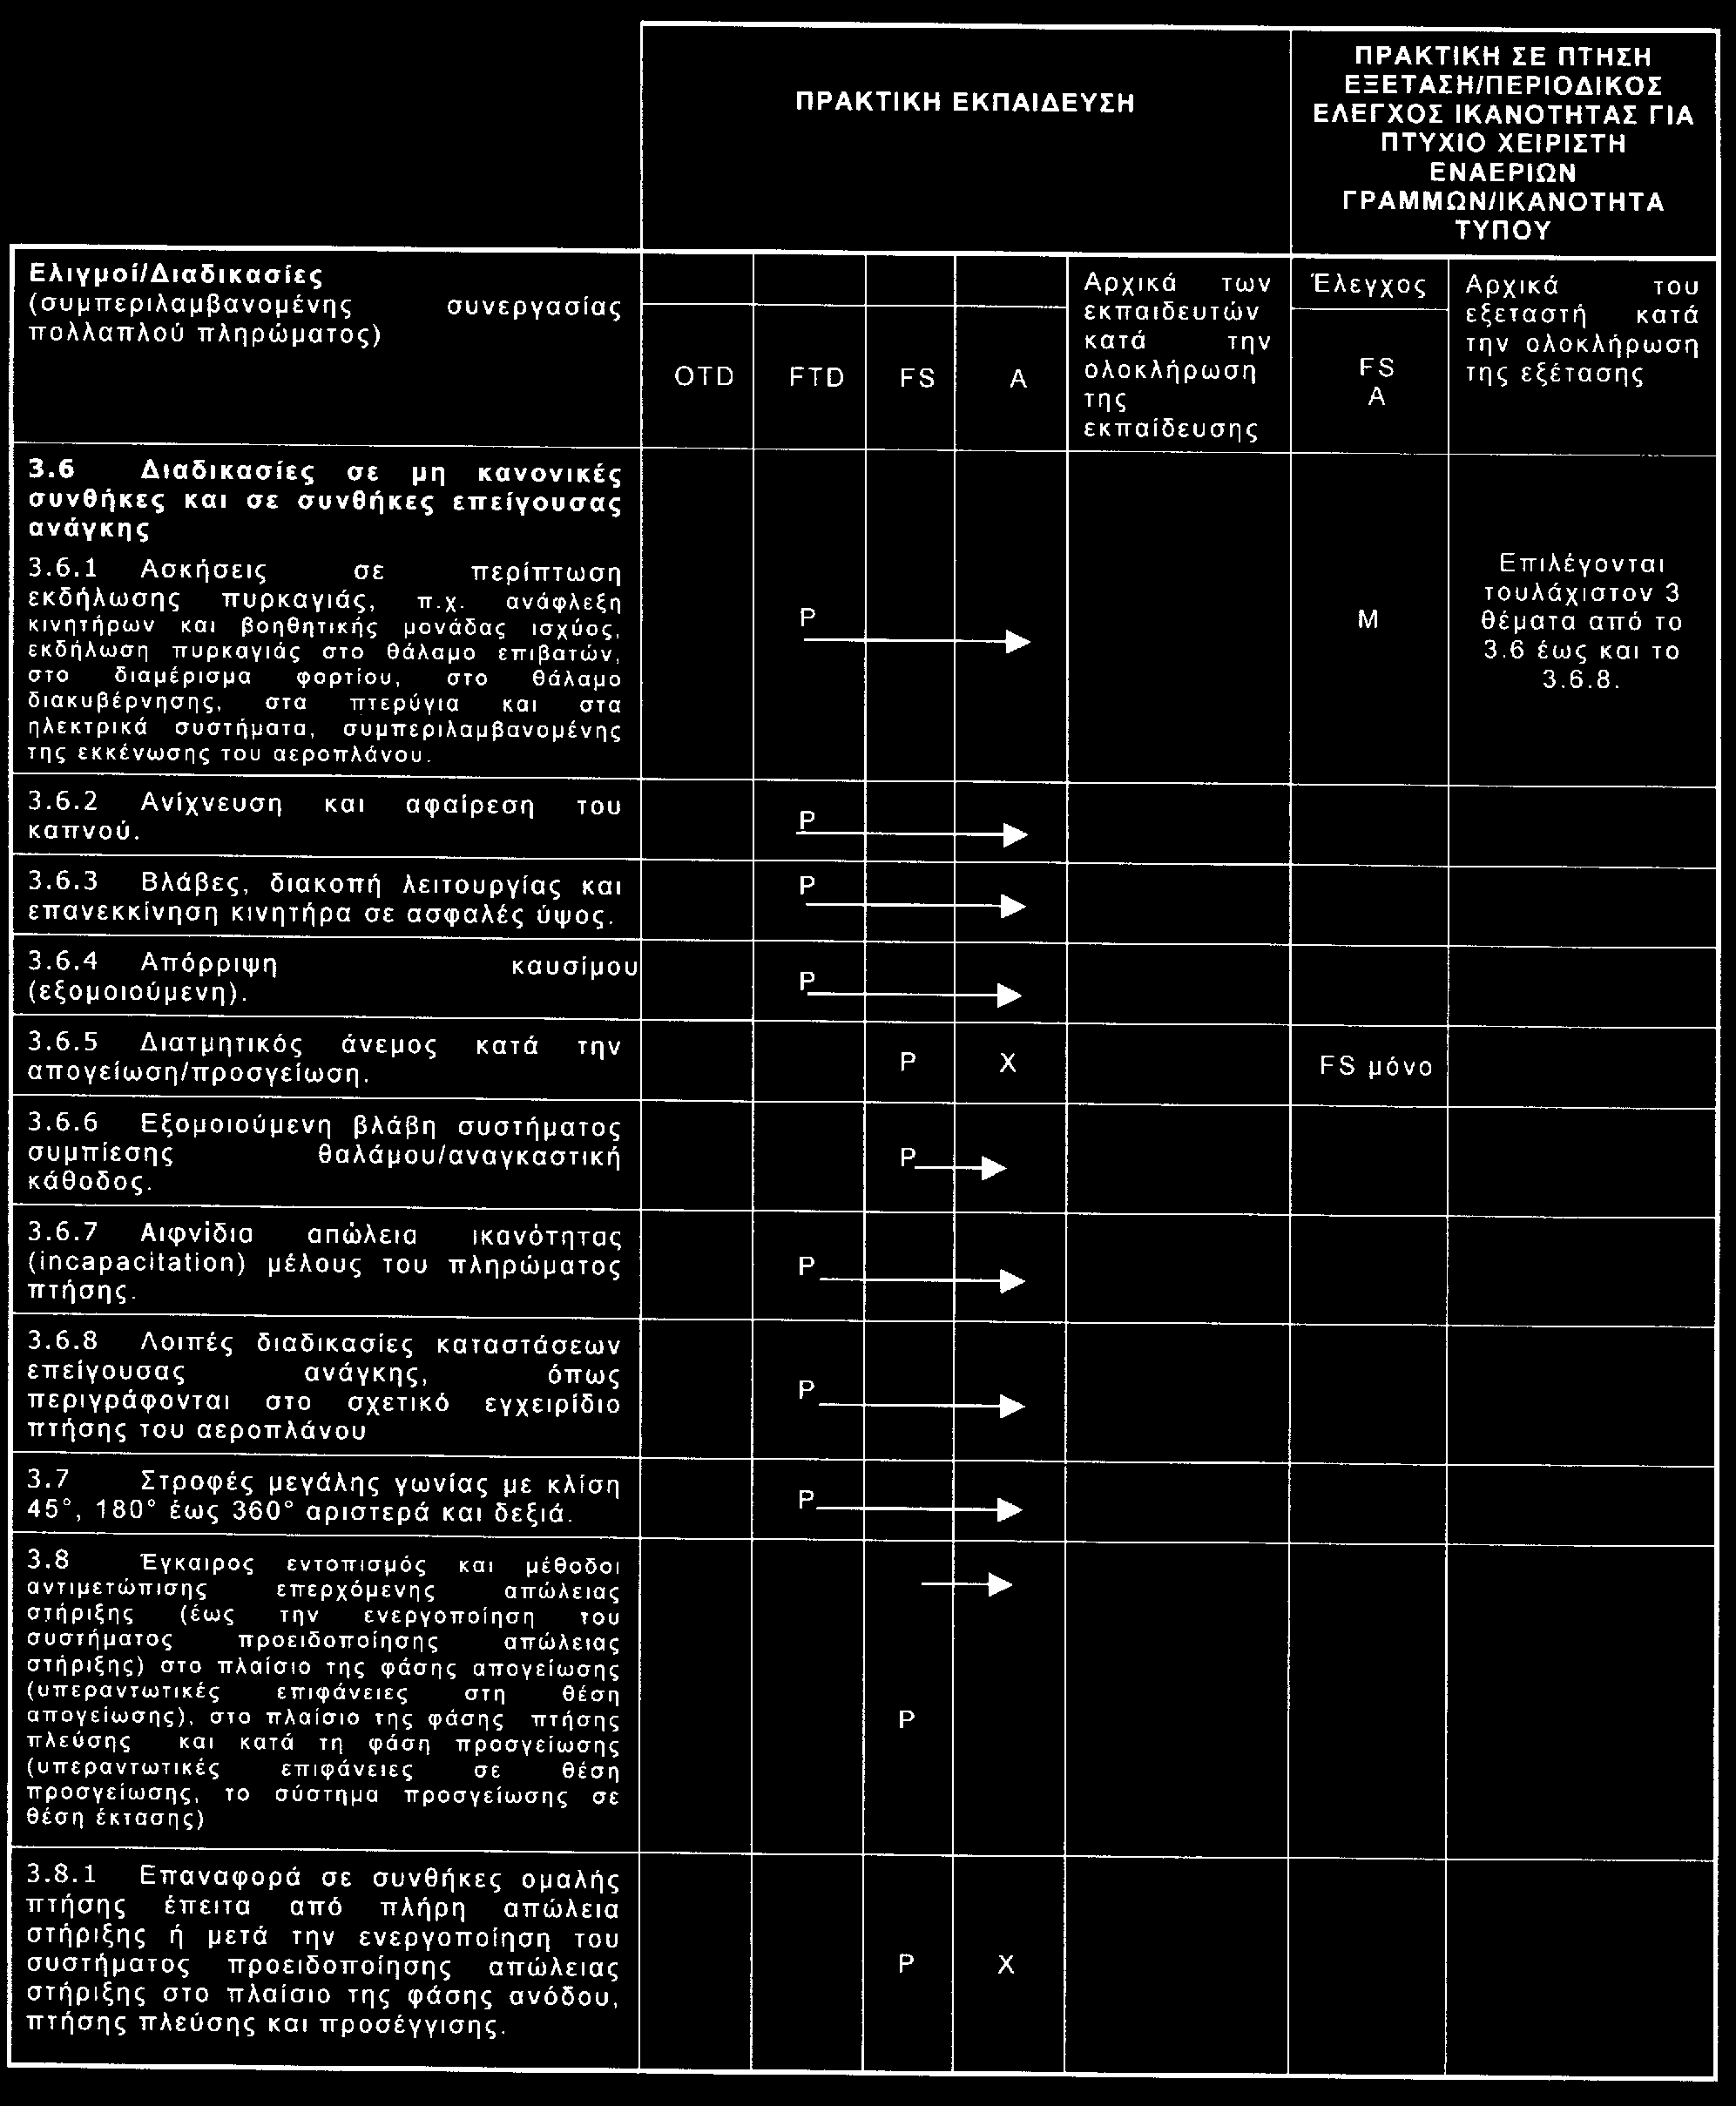 ΠΡΑΚΤΙΚΗ ΕΚΠΑΙΔΕΥΣΗ
ΠΡΑΚΤΙΚΗ ΣΕ ΠΤΗΣΗ
ΕΞΕΤΑΣΗ/ΠΕΡΙΟΔΙΚΟΣ
ΕΛΕΓΧΟΣ ΙΚΑΝΟΤΗΤΑΣ ΓΙΑ
ΠΤΥΧΙΟ ΧΕΙΡΙΣΤΗ
ΕΝΑΕΡΙΩΝ
ΓΡΑΜΜΩΝ/ΙΚΑΝΟΤΗΤΑ
ΤΥΠΟΥ
Ελιγμοί/Διαδικασίες
(συμπεριλαμβανομένης συνεργασίας
πολλαπλού πληρώματος)
OTD
FTD
FS
A
Αρχικά των
εκπαιδευτών
κατά την
ολοκλήρωση
της
εκπαίδευσης
Έλεγχος
FS
A
Αρχικά του
εξεταστή κατά
την ολοκλήρωση
της εξέτασης
3.6 Διαδικασίες σε μη κανονικές
συνθήκες και σε συνθήκες επείγουσας
ανάγκης
3.6.1 Ασκήσεις σε περίπτωση
εκδήλωσης πυρκαγιάς, π.χ. ανάφλεξη
κινητήρων και βοηθητικής μονάδας ισχύος,
εκδήλωση πυρκαγιάς στο θάλαμο επιβατών,
στο διαμέρισμα φορτίου, στο θάλαμο
διακυβέρνησης, στα πτερύγια και στα
ηλεκτρικά συστήματα, συμπεριλαμβανομένης
της εκκένωσης του αεροπλάνου.
P
M
Επιλέγονται
τουλάχιστον 3
θέματα από το
3.6 έως και το
3.6.8.
3.6.2 Ανίχνευση και αφαίρεση του
καπνού.
P
3.6.3 Βλάβες, διακοπή λειτουργίας και
επανεκκίνηση κινητήρα σε ασφαλές ύψος.
P
3.6.4 Απόρριψη καυσίμου
(εξομοιούμενη).
P
3.6.5 Διατμητικός άνεμος κατά την
απογείωση/προσγείωση.
P
X
FS μόνο
3.6.6 Εξομοιούμενη βλάβη συστήματος
συμπίεσης θαλάμου/αναγκαστική
κάθοδος.
P
3.6.7 Αιφνίδια απώλεια ικανότητας
(incapacitation) μέλους του πληρώματος
πτήσης.
P
3.6.8 Λοιπές διαδικασίες καταστάσεων
επείγουσας ανάγκης, όπως
περιγράφονται στο σχετικό εγχειρίδιο
πτήσης του αεροπλάνου
P
3.7 Στροφές μεγάλης γωνίας με κλίση
45°, 180° έως 360° αριστερά και δεξιά.
P
3.8 Έγκαιρος εντοπισμός και μέθοδοι
αντιμετώπισης επερχόμενης απώλειας
στήριξης (έως την ενεργοποίηση του
συστήματος προειδοποίησης απώλειας
στήριξης) στο πλαίσιο της φάσης απογείωσης
(υπεραντωτικές επιφάνειες στη θέση
απογείωσης), στο πλαίσιο της φάσης πτήσης
πλεύσης και κατά τη φάση προσγείωσης
(υπεραντωτικές επιφάνειες σε θέση
προσγείωσης, το σύστημα προσγείωσης σε
θέση έκτασης)
P
3.8.1 Επαναφορά σε συνθήκες ομαλής
πτήσης έπειτα από πλήρη απώλεια
στήριξης ή μετά την ενεργοποίηση του
συστήματος προειδοποίησης απώλειας
στήριξης στο πλαίσιο της φάσης ανόδου,
πτήσης πλεύσης και προσέγγισης.
P
X